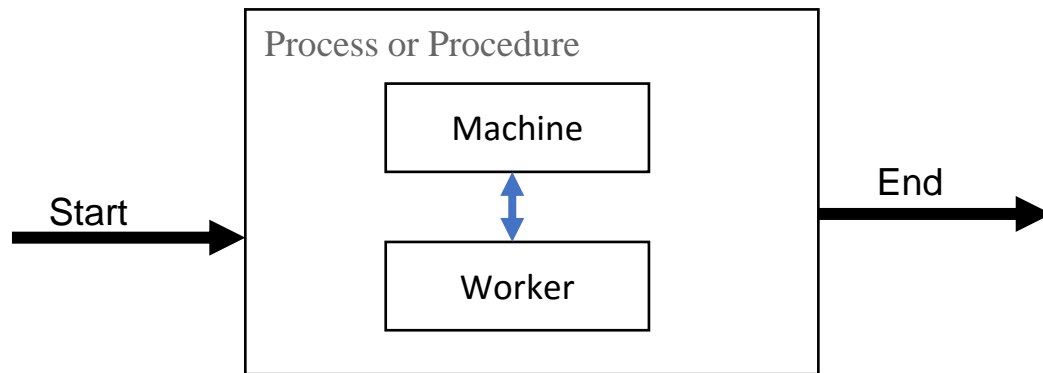 Process or Procedure
Machine
Start
End
Worker